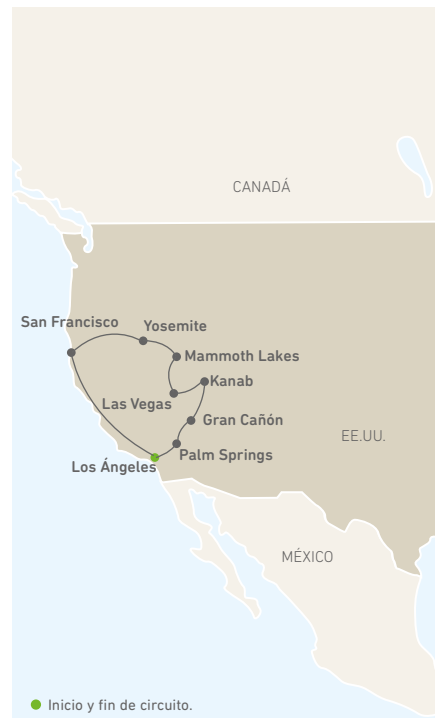 CANADÁ
San Francisco
Yosemite
Mammoth Lakes
Kanab
Las Vegas
Gran Cañón
EE.UU.
Palm Springs
Los Ángeles
MÉXICO
Inicio y fin de circuito.